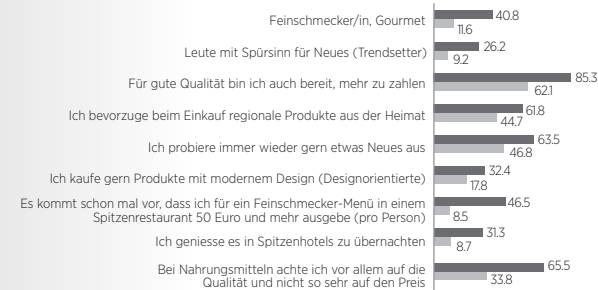 Feinschmecker/in, Gourmet 40.8
11.6
Leute mit Spürsinn für Neues (Trendsetter) 26.2
9.2
Für gute Qualität bin ich auch bereit, mehr zu zahlen 85.3
62.1
Ich bevorzuge beim Einkauf regionale Produkte aus der Heimat 61.8
44.7
Ich probiere immer wieder gern etwas Neues aus 63.5
46.8
Ich kaufe gern Produkte mit modernem Design (Designorientierte) 32.4
17.8
Es kommt schon mal vor, dass ich für ein Feinschmecker-Menü in einem 46.5
Spitzenrestaurant 50 Euro und mehr ausgebe (pro Person) 8.5
Ich geniesse es in Spitzenhotels zu übernachten 31.3
8.7
Bei Nahrungsmitteln achte ich vor allem auf die 65.5
Qualität und nicht so sehr auf den Preis 33.8